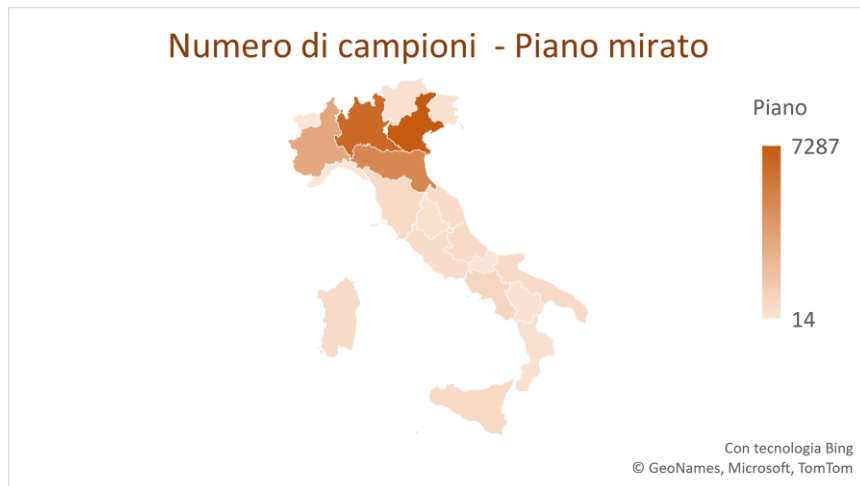 Numero di campioni - Piano mirato
Piano
7287
14
Con tecnologia Bing
© GeoNames, Microsoft, TomTom